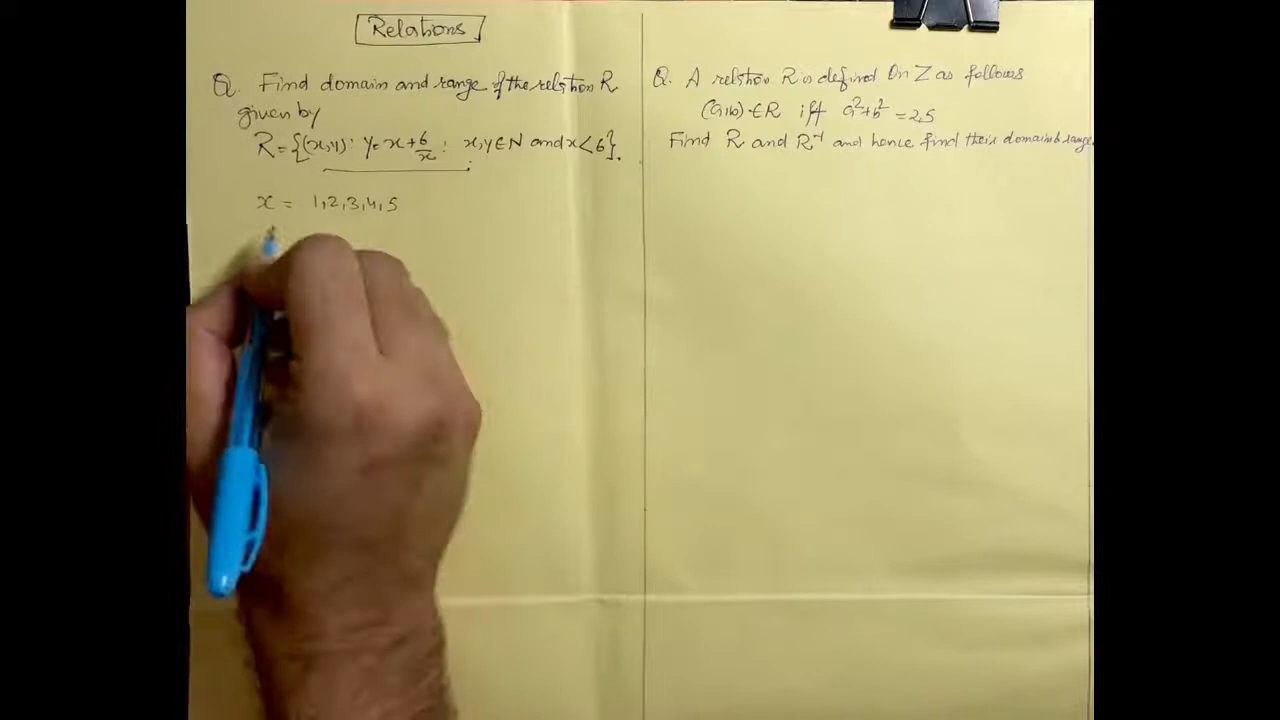 Relations
Q. Find domain and range of the relation R
given by
R = {(x,y): y = x + 6/x : x,y ∈ N and x < 6}.
x = 1,2,3,4,5
Q. A relation R is defined On Z as follows
(a,b) ∈ R iff a²+b² = 25
Find R and R⁻¹ and hence find their domain & range.